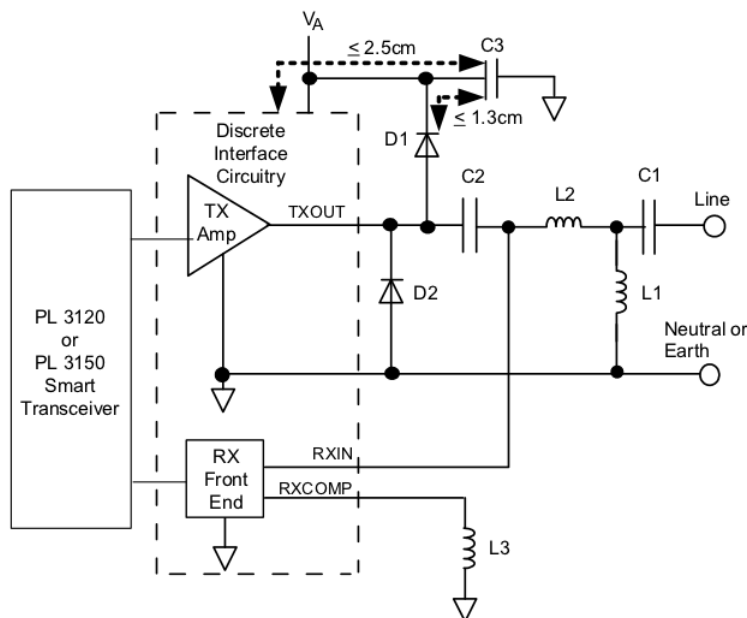 VA
≤ 2.5cm
C3
≤ 1.3cm
Discrete
Interface
Circuitry
D1
C2
L2
C1
Line
TX
Amp
TXOUT
D2
L1
Neutral or
Earth
PL 3120
or
PL 3150
Smart
Transceiver
RX
Front
End
RXIN
RXCOMP
L3